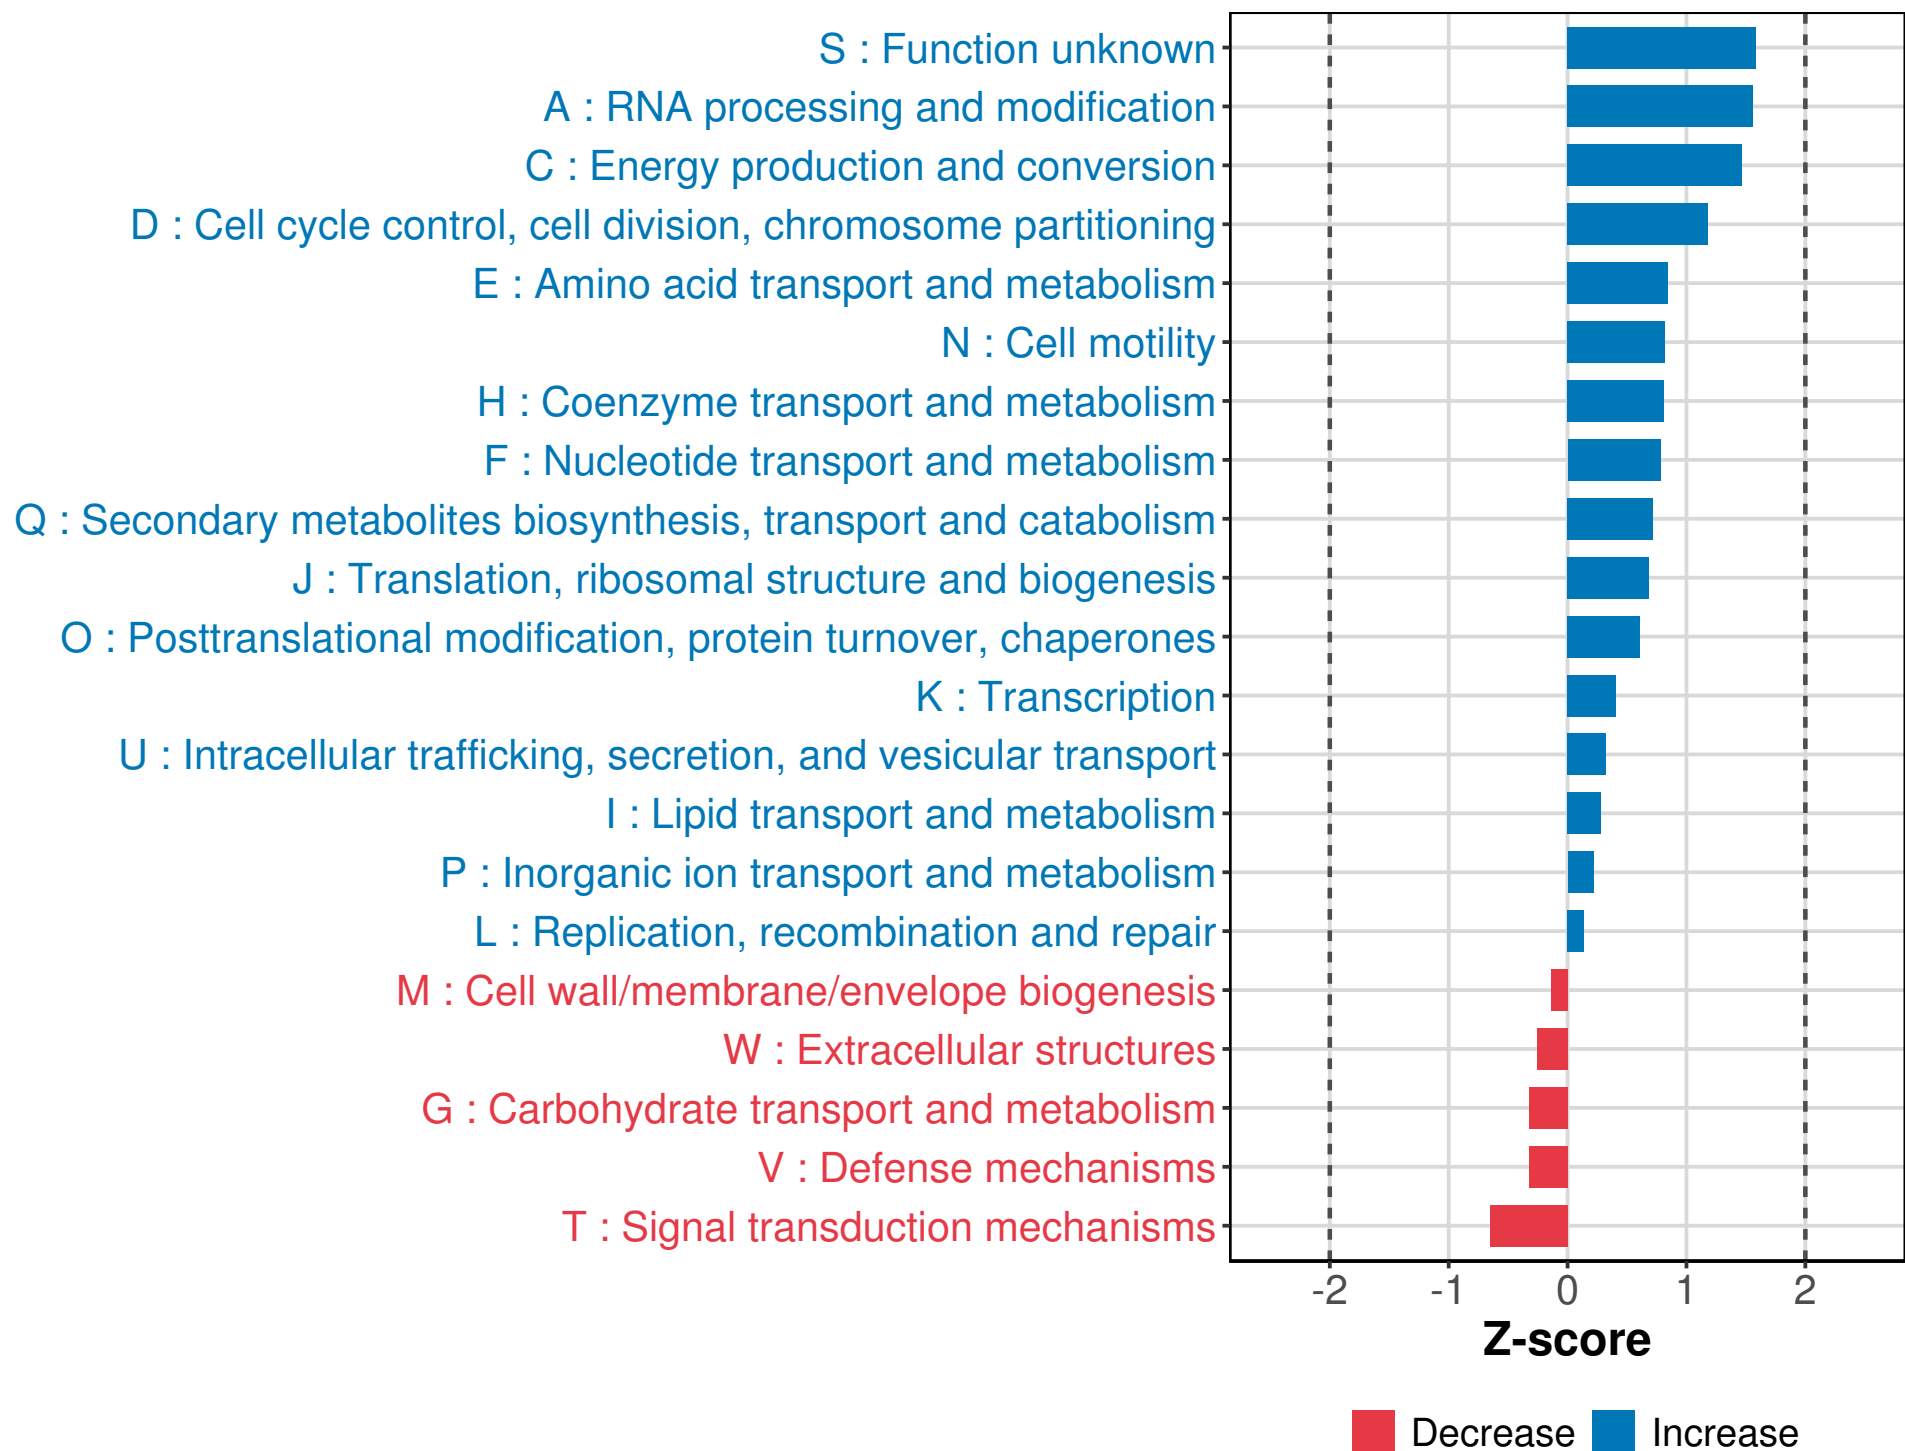 S : Function unknown
A : RNA processing and modification
C : Energy production and conversion
D : Cell cycle control, cell division, chromosome partitioning
E : Amino acid transport and metabolism
N : Cell motility
H : Coenzyme transport and metabolism
F : Nucleotide transport and metabolism
Q : Secondary metabolites biosynthesis, transport and catabolism
J : Translation, ribosomal structure and biogenesis
O : Posttranslational modification, protein turnover, chaperones
K : Transcription
U : Intracellular trafficking, secretion, and vesicular transport
I : Lipid transport and metabolism
P : Inorganic ion transport and metabolism
L : Replication, recombination and repair
M : Cell wall/membrane/envelope biogenesis
W : Extracellular structures
G : Carbohydrate transport and metabolism
V : Defense mechanisms
T : Signal transduction mechanisms
-2 -1 0 1 2
Z-score
Decrease Increase